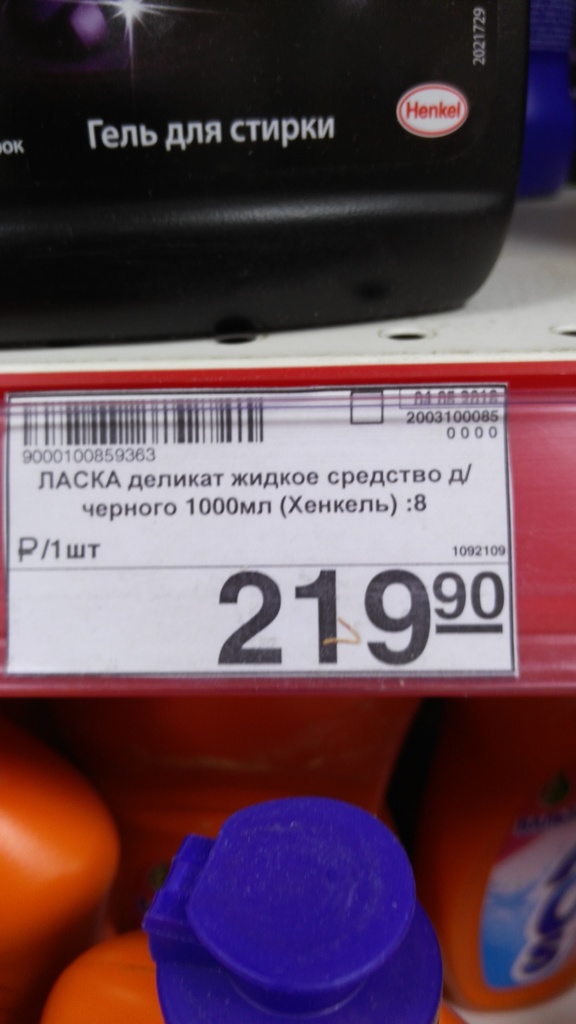 2021729
Henkel
Гель для стирки
ок
2003100085
0000
9000100859363
ЛАСКА деликат жидкое средство д/
черного 1000мл (Хенкель) :8
₽/1шт
1092109
219 90